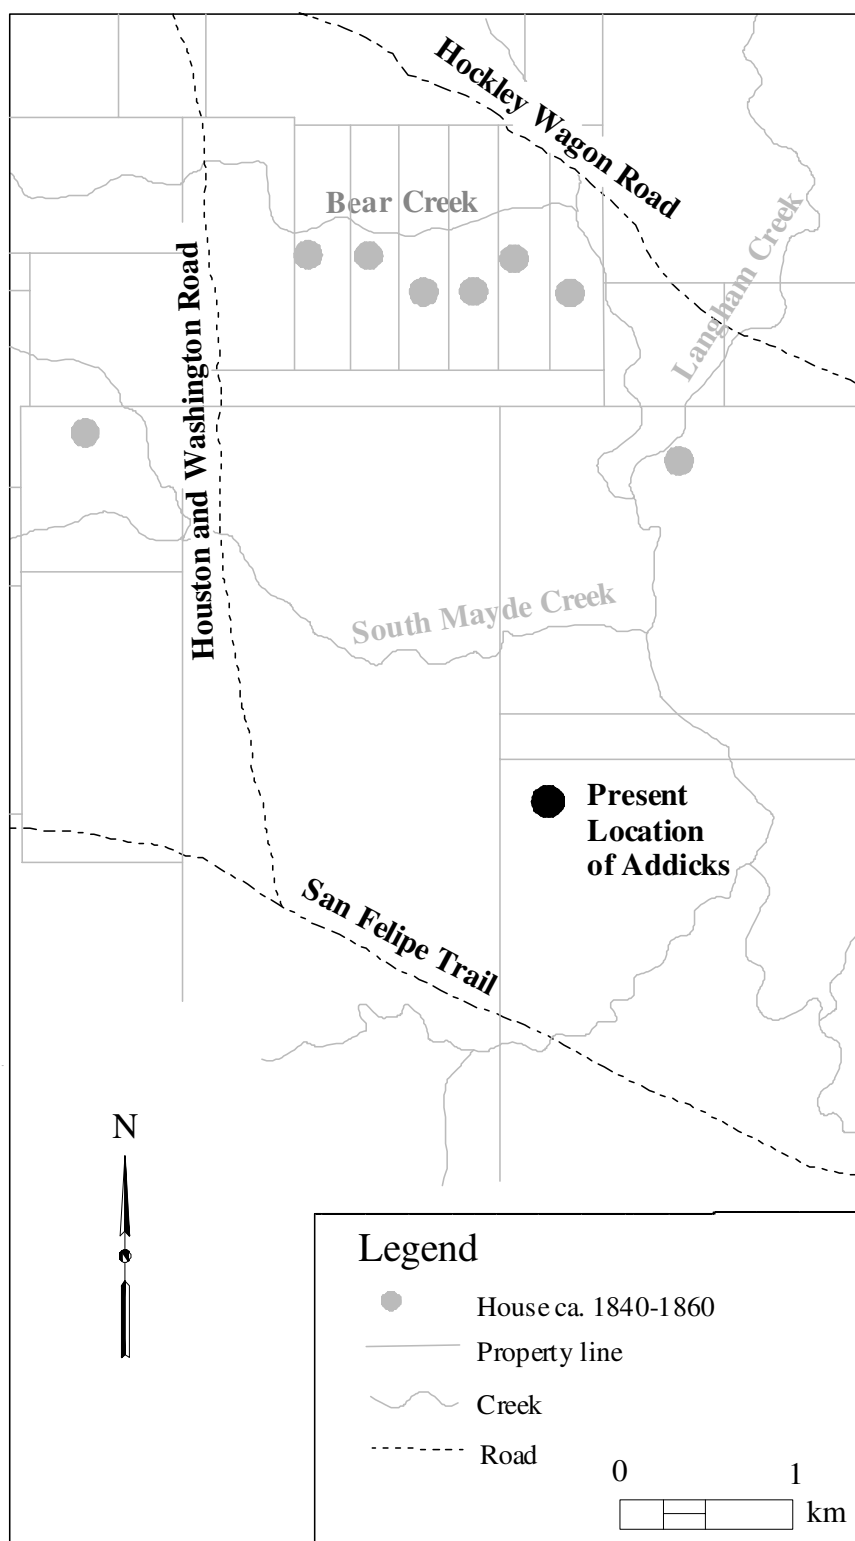 Hockley Wagon Road
Bear Creek
Langham Creek
Houston and Washington Road
South Mayde Creek
Present
Location
of Addicks
San Felipe Trail
N
Legend
House ca. 1840-1860
Property line
Creek
Road
0 1
km